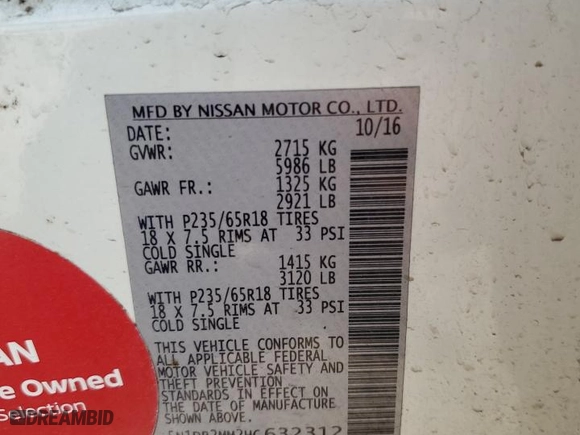 MFD BY NISSAN MOTOR CO., LTD.
DATE: 10/16
GVWR: 2715 KG
5986 LB
GAWR FR.: 1325 KG
2921 LB
WITH P235/65R18 TIRES
18 X 7.5 RIMS AT 33 PSI
COLD SINGLE
GAWR RR.: 1415 KG
3120 LB
WITH P235/65R18 TIRES
18 X 7.5 RIMS AT 33 PSI
COLD SINGLE
THIS VEHICLE CONFORMS TO
ALL APPLICABLE FEDERAL
MOTOR VEHICLE SAFETY AND
THEFT PREVENTION
STANDARDS IN EFFECT ON
THE DATE OF MANUFACTURE
SHOWN ABOVE.
632312
AN
e Owned
Selection
DREAMBID